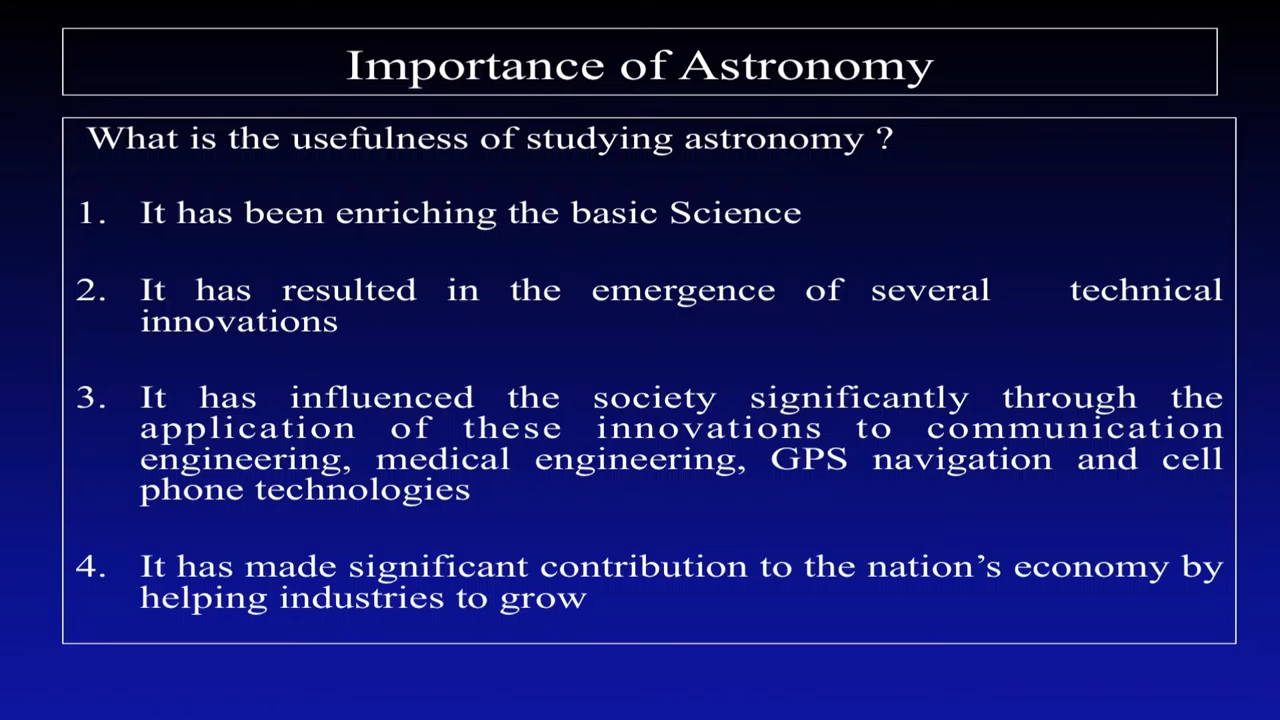 Importance of Astronomy
What is the usefulness of studying astronomy ?
1. It has been enriching the basic Science
2. It has resulted in the emergence of several technical
innovations
3. It has influenced the society significantly through the
application of these innovations to communication
engineering, medical engineering, GPS navigation and cell
phone technologies
4. It has made significant contribution to the nation’s economy by
helping industries to grow